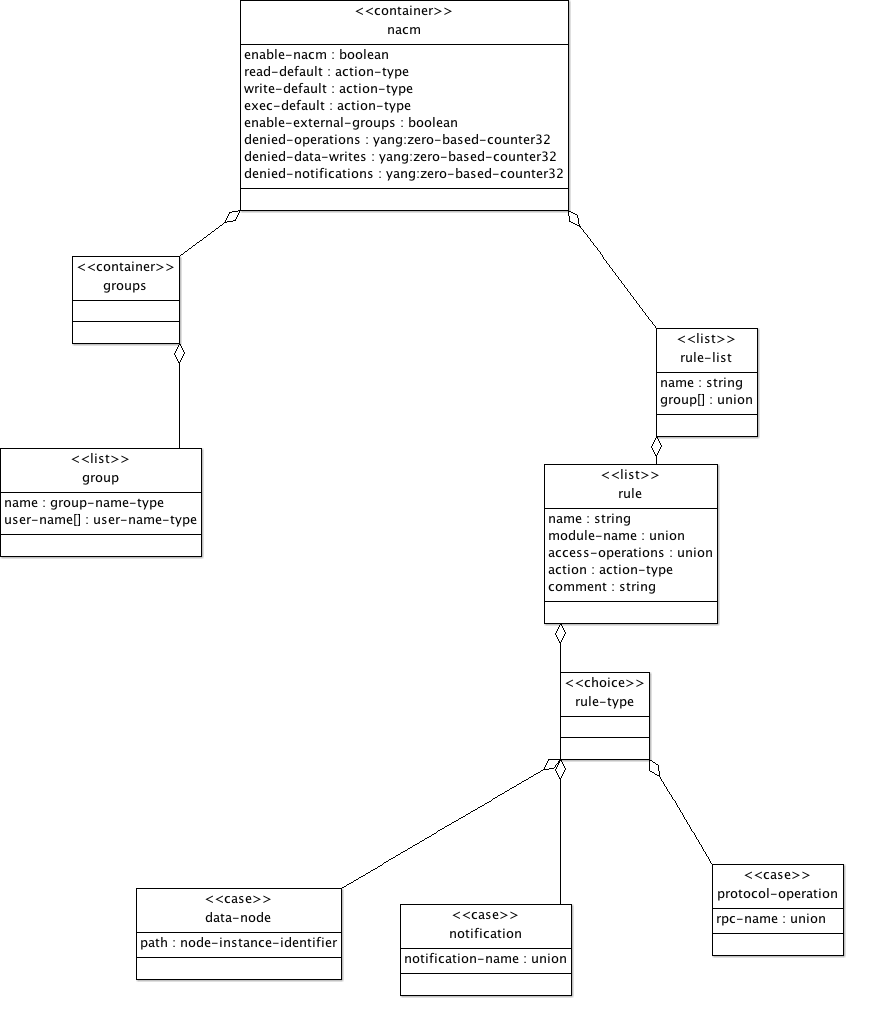 <<container>>
nacm
enable-nacm : boolean
read-default : action-type
write-default : action-type
exec-default : action-type
enable-external-groups : boolean
denied-operations : yang:zero-based-counter32
denied-data-writes : yang:zero-based-counter32
denied-notifications : yang:zero-based-counter32
<<container>>
groups
<<list>>
rule-list
name : string
group[] : union
<<list>>
group
name : group-name-type
user-name[] : user-name-type
<<list>>
rule
name : string
module-name : union
access-operations : union
action : action-type
comment : string
<<choice>>
rule-type
<<case>>
data-node
path : node-instance-identifier
<<case>>
notification
notification-name : union
<<case>>
protocol-operation
rpc-name : union